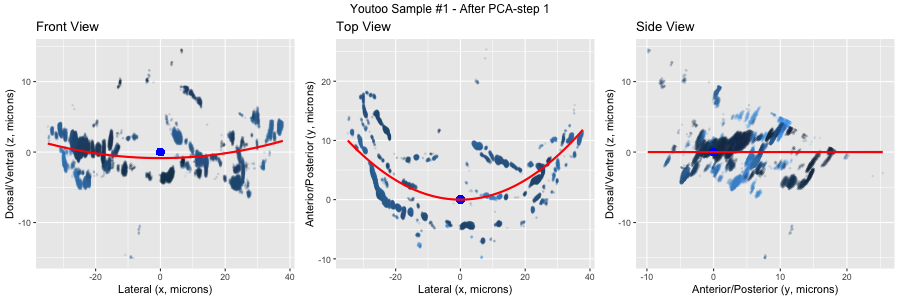 Youtoo Sample #1 - After PCA-step 1
Front View
Top View
Side View
Dorsal/Ventral (z, microns)
10
0
-10
-20
0
20
40
Lateral (x, microns)
Anterior/Posterior (y, microns)
20
10
0
-10
-20
0
20
40
Lateral (x, microns)
Dorsal/Ventral (z, microns)
10
0
-10
-10
0
10
20
Anterior/Posterior (y, microns)